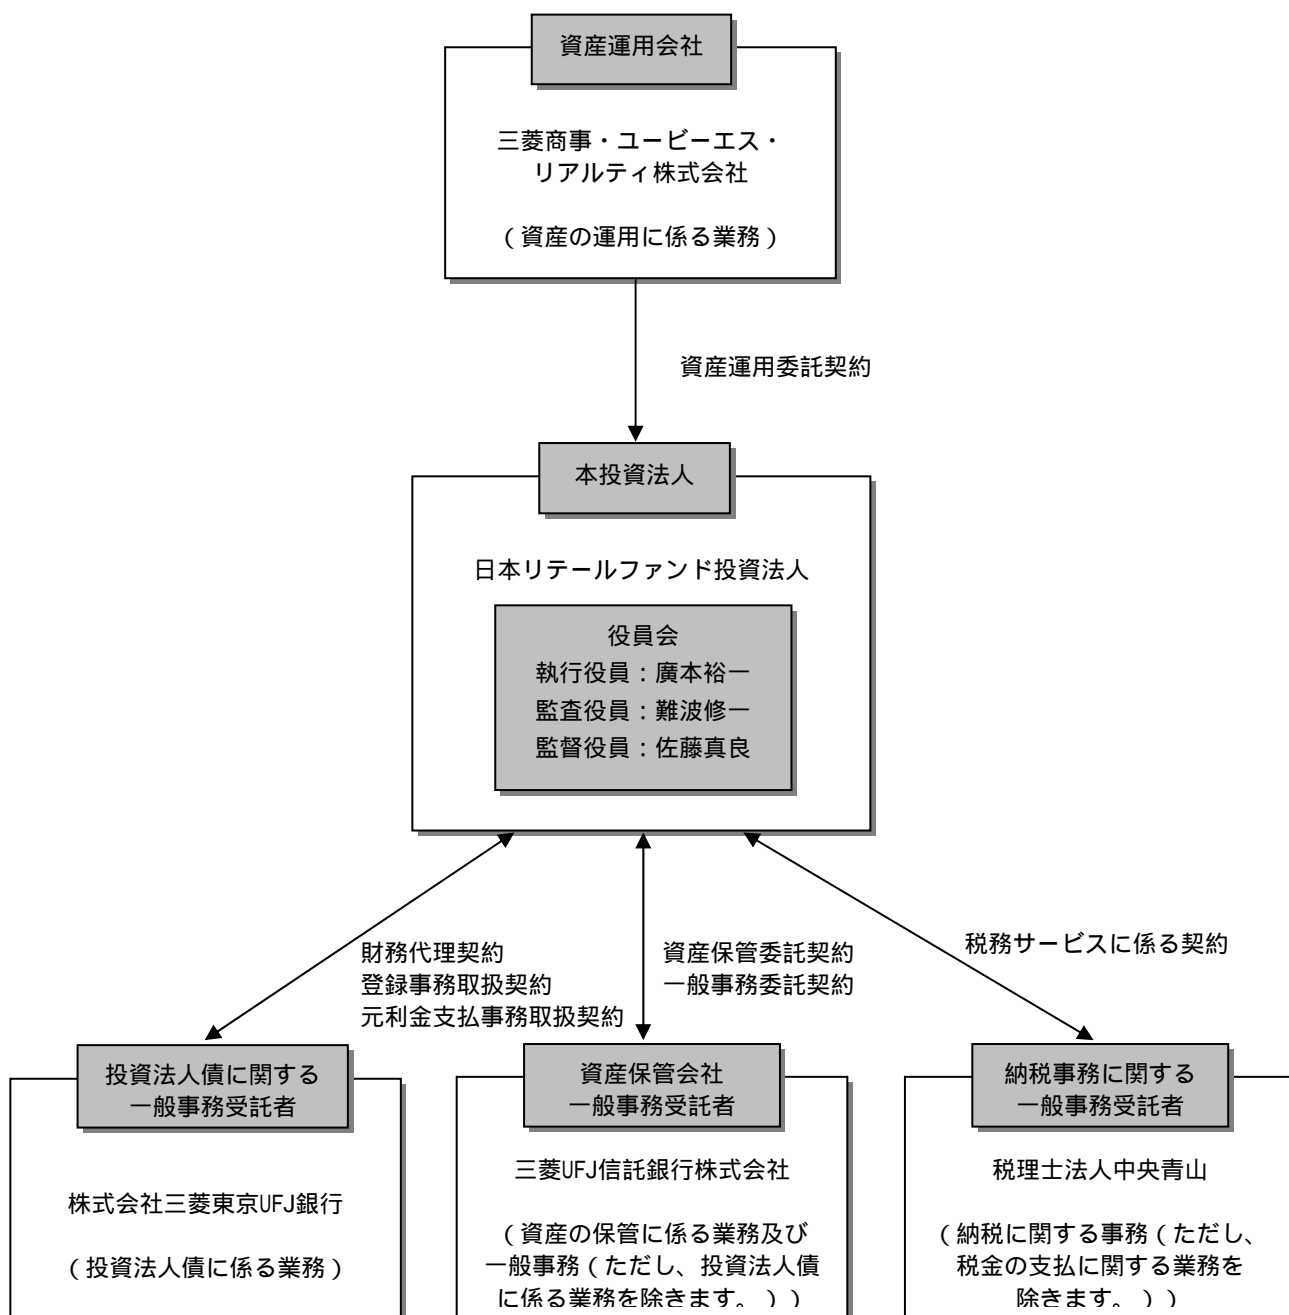 資産運用会社
三菱商事・ユービーエス・
リアルティ株式会社
(資産の運用に係る業務)
資産運用委託契約
本投資法人
日本リテールファンド投資法人
役員会
執行役員:廣本裕一
監査役員:難波修一
監督役員:佐藤真良
財務代理契約
登録事務取扱契約
元利金支払事務取扱契約
資産保管委託契約
一般事務委託契約
税務サービスに係る契約
投資法人債に関する
一般事務受託者
株式会社三菱東京UFJ銀行
(投資法人債に係る業務)
資産保管会社
一般事務受託者
三菱UFJ信託銀行株式会社
(資産の保管に係る業務及び
一般事務(ただし、投資法人債
に係る業務を除きます。))
納税事務に関する
一般事務受託者
税理士法人中央青山
(納税に関する事務(ただし、
税金の支払に関する業務を
除きます。))